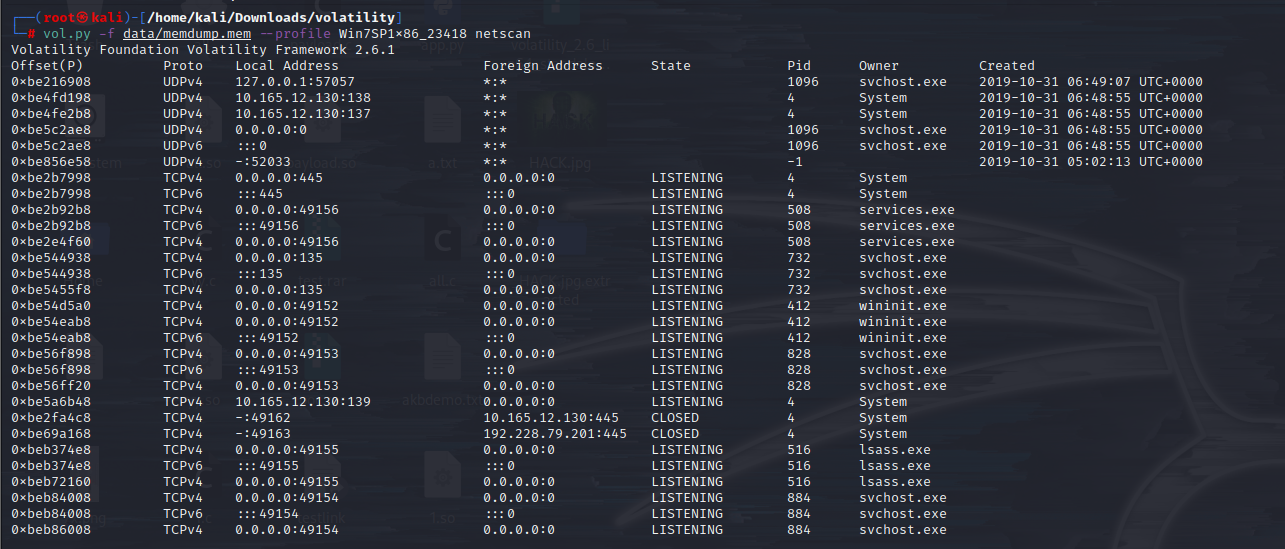 (root㉿kali)-[/home/kali/Downloads/volatility]
# vol.py -f data/memdump.mem --profile Win7SP1×86_23418 netscan
Volatility Foundation Volatility Framework 2.6.1
Offset(P) Proto Local Address Foreign Address State Pid Owner Created
0×be216908 UDPv4 127.0.0.1:57057 *:* 1096 svchost.exe 2019-10-31 06:49:07 UTC+0000
0×be4fd198 UDPv4 10.165.12.130:138 *:* 4 System 2019-10-31 06:48:55 UTC+0000
0×be4fe2b8 UDPv4 10.165.12.130:137 *:* 4 System 2019-10-31 06:48:55 UTC+0000
0×be5c2ae8 UDPv4 0.0.0.0:0 *:* 1096 svchost.exe 2019-10-31 06:48:55 UTC+0000
0×be5c2ae8 UDPv6 :::0 *:* 1096 svchost.exe 2019-10-31 06:48:55 UTC+0000
0×be856e58 UDPv4 -:52033 *:* -1 2019-10-31 05:02:13 UTC+0000
0×be2b7998 TCPv4 0.0.0.0:445 0.0.0.0:0 LISTENING 4 System
0×be2b7998 TCPv6 :::445 :::0 LISTENING 4 System
0×be2b92b8 TCPv4 0.0.0.0:49156 0.0.0.0:0 LISTENING 508 services.exe
0×be2b92b8 TCPv6 :::49156 :::0 LISTENING 508 services.exe
0×be2e4f60 TCPv4 0.0.0.0:49156 0.0.0.0:0 LISTENING 508 services.exe
0×be544938 TCPv4 0.0.0.0:135 0.0.0.0:0 LISTENING 732 svchost.exe
0×be544938 TCPv6 :::135 :::0 LISTENING 732 svchost.exe
0×be5455f8 TCPv4 0.0.0.0:135 0.0.0.0:0 LISTENING 732 svchost.exe
0×be54d5a0 TCPv4 0.0.0.0:49152 0.0.0.0:0 LISTENING 412 wininit.exe
0×be54eab8 TCPv4 0.0.0.0:49152 0.0.0.0:0 LISTENING 412 wininit.exe
0×be54eab8 TCPv6 :::49152 :::0 LISTENING 412 wininit.exe
0×be56f898 TCPv4 0.0.0.0:49153 0.0.0.0:0 LISTENING 828 svchost.exe
0×be56f898 TCPv6 :::49153 :::0 LISTENING 828 svchost.exe
0×be56ff20 TCPv4 0.0.0.0:49153 0.0.0.0:0 LISTENING 828 svchost.exe
0×be5a6b48 TCPv4 10.165.12.130:139 0.0.0.0:0 LISTENING 4 System
0×be2fa4c8 TCPv4 -:49162 10.165.12.130:445 CLOSED 4 System
0×be69a168 TCPv4 -:49163 192.228.79.201:445 CLOSED 4 System
0×beb374e8 TCPv4 0.0.0.0:49155 0.0.0.0:0 LISTENING 516 lsass.exe
0×beb374e8 TCPv6 :::49155 :::0 LISTENING 516 lsass.exe
0×beb72160 TCPv4 0.0.0.0:49155 0.0.0.0:0 LISTENING 516 lsass.exe
0×beb84008 TCPv4 0.0.0.0:49154 0.0.0.0:0 LISTENING 884 svchost.exe
0×beb84008 TCPv6 :::49154 :::0 LISTENING 884 svchost.exe
0×beb86008 TCPv4 0.0.0.0:49154 0.0.0.0:0 LISTENING 884 svchost.exe